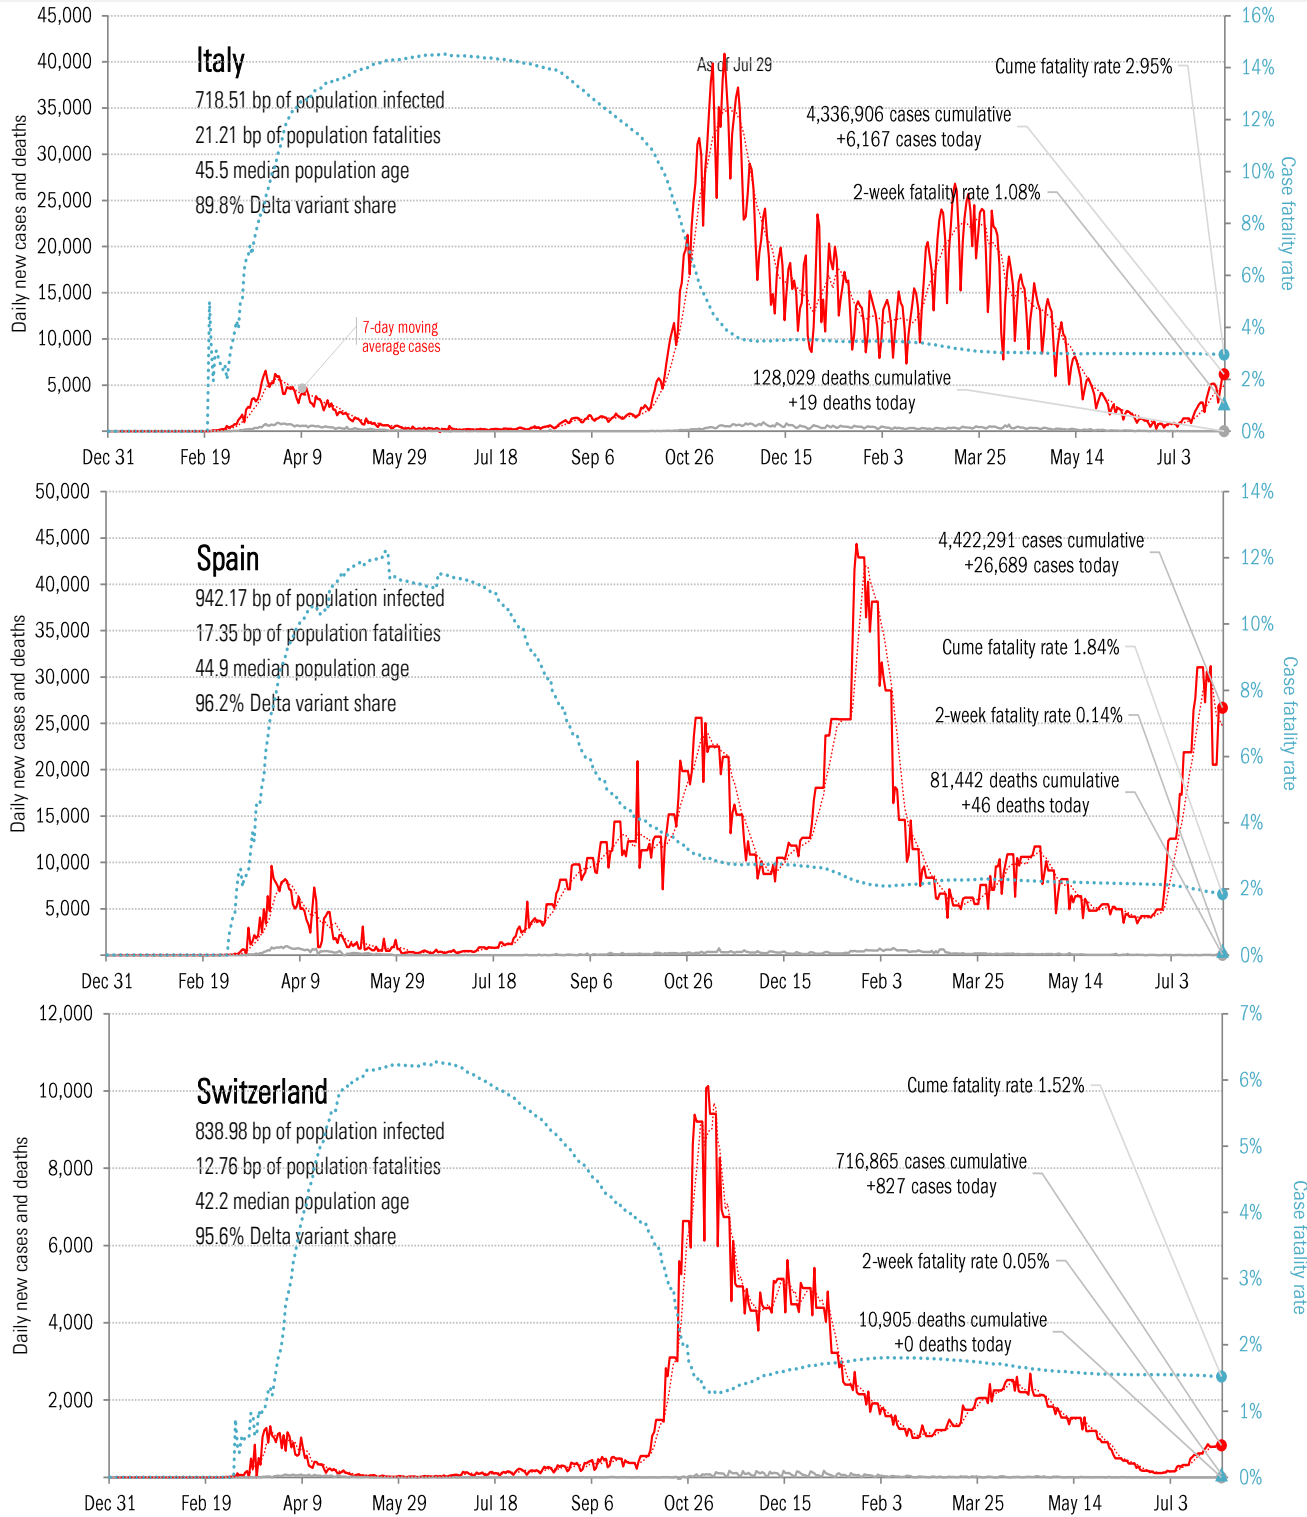 45,000
40,000
35,000
30,000
25,000
20,000
15,000
10,000
5,000
Daily new cases and deaths
Italy
718.51 bp of population infected
21.21 bp of population fatalities
45.5 median population age
89.8% Delta variant share
As of Jul 29
Cume fatality rate 2.95%
4,336,906 cases cumulative
+6,167 cases today
2-week fatality rate 1.08%
7-day moving
average cases
128,029 deaths cumulative
+19 deaths today
16%
14%
12%
10%
8%
6%
4%
2%
0%
Case fatality rate
Dec 31 Feb 19 Apr 9 May 29 Jul 18 Sep 6 Oct 26 Dec 15 Feb 3 Mar 25 May 14 Jul 3
50,000
45,000
40,000
35,000
30,000
25,000
20,000
15,000
10,000
5,000
Daily new cases and deaths
Spain
942.17 bp of population infected
17.35 bp of population fatalities
44.9 median population age
96.2% Delta variant share
4,422,291 cases cumulative
+26,689 cases today
Cume fatality rate 1.84%
2-week fatality rate 0.14%
81,442 deaths cumulative
+46 deaths today
14%
12%
10%
8%
6%
4%
2%
0%
Case fatality rate
Dec 31 Feb 19 Apr 9 May 29 Jul 18 Sep 6 Oct 26 Dec 15 Feb 3 Mar 25 May 14 Jul 3
12,000
10,000
8,000
6,000
4,000
2,000
Daily new cases and deaths
Switzerland
838.98 bp of population infected
12.76 bp of population fatalities
42.2 median population age
95.6% Delta variant share
Cume fatality rate 1.52%
716,865 cases cumulative
+827 cases today
2-week fatality rate 0.05%
10,905 deaths cumulative
+0 deaths today
7%
6%
5%
4%
3%
2%
1%
0%
Case fatality rate
Dec 31 Feb 19 Apr 9 May 29 Jul 18 Sep 6 Oct 26 Dec 15 Feb 3 Mar 25 May 14 Jul 3